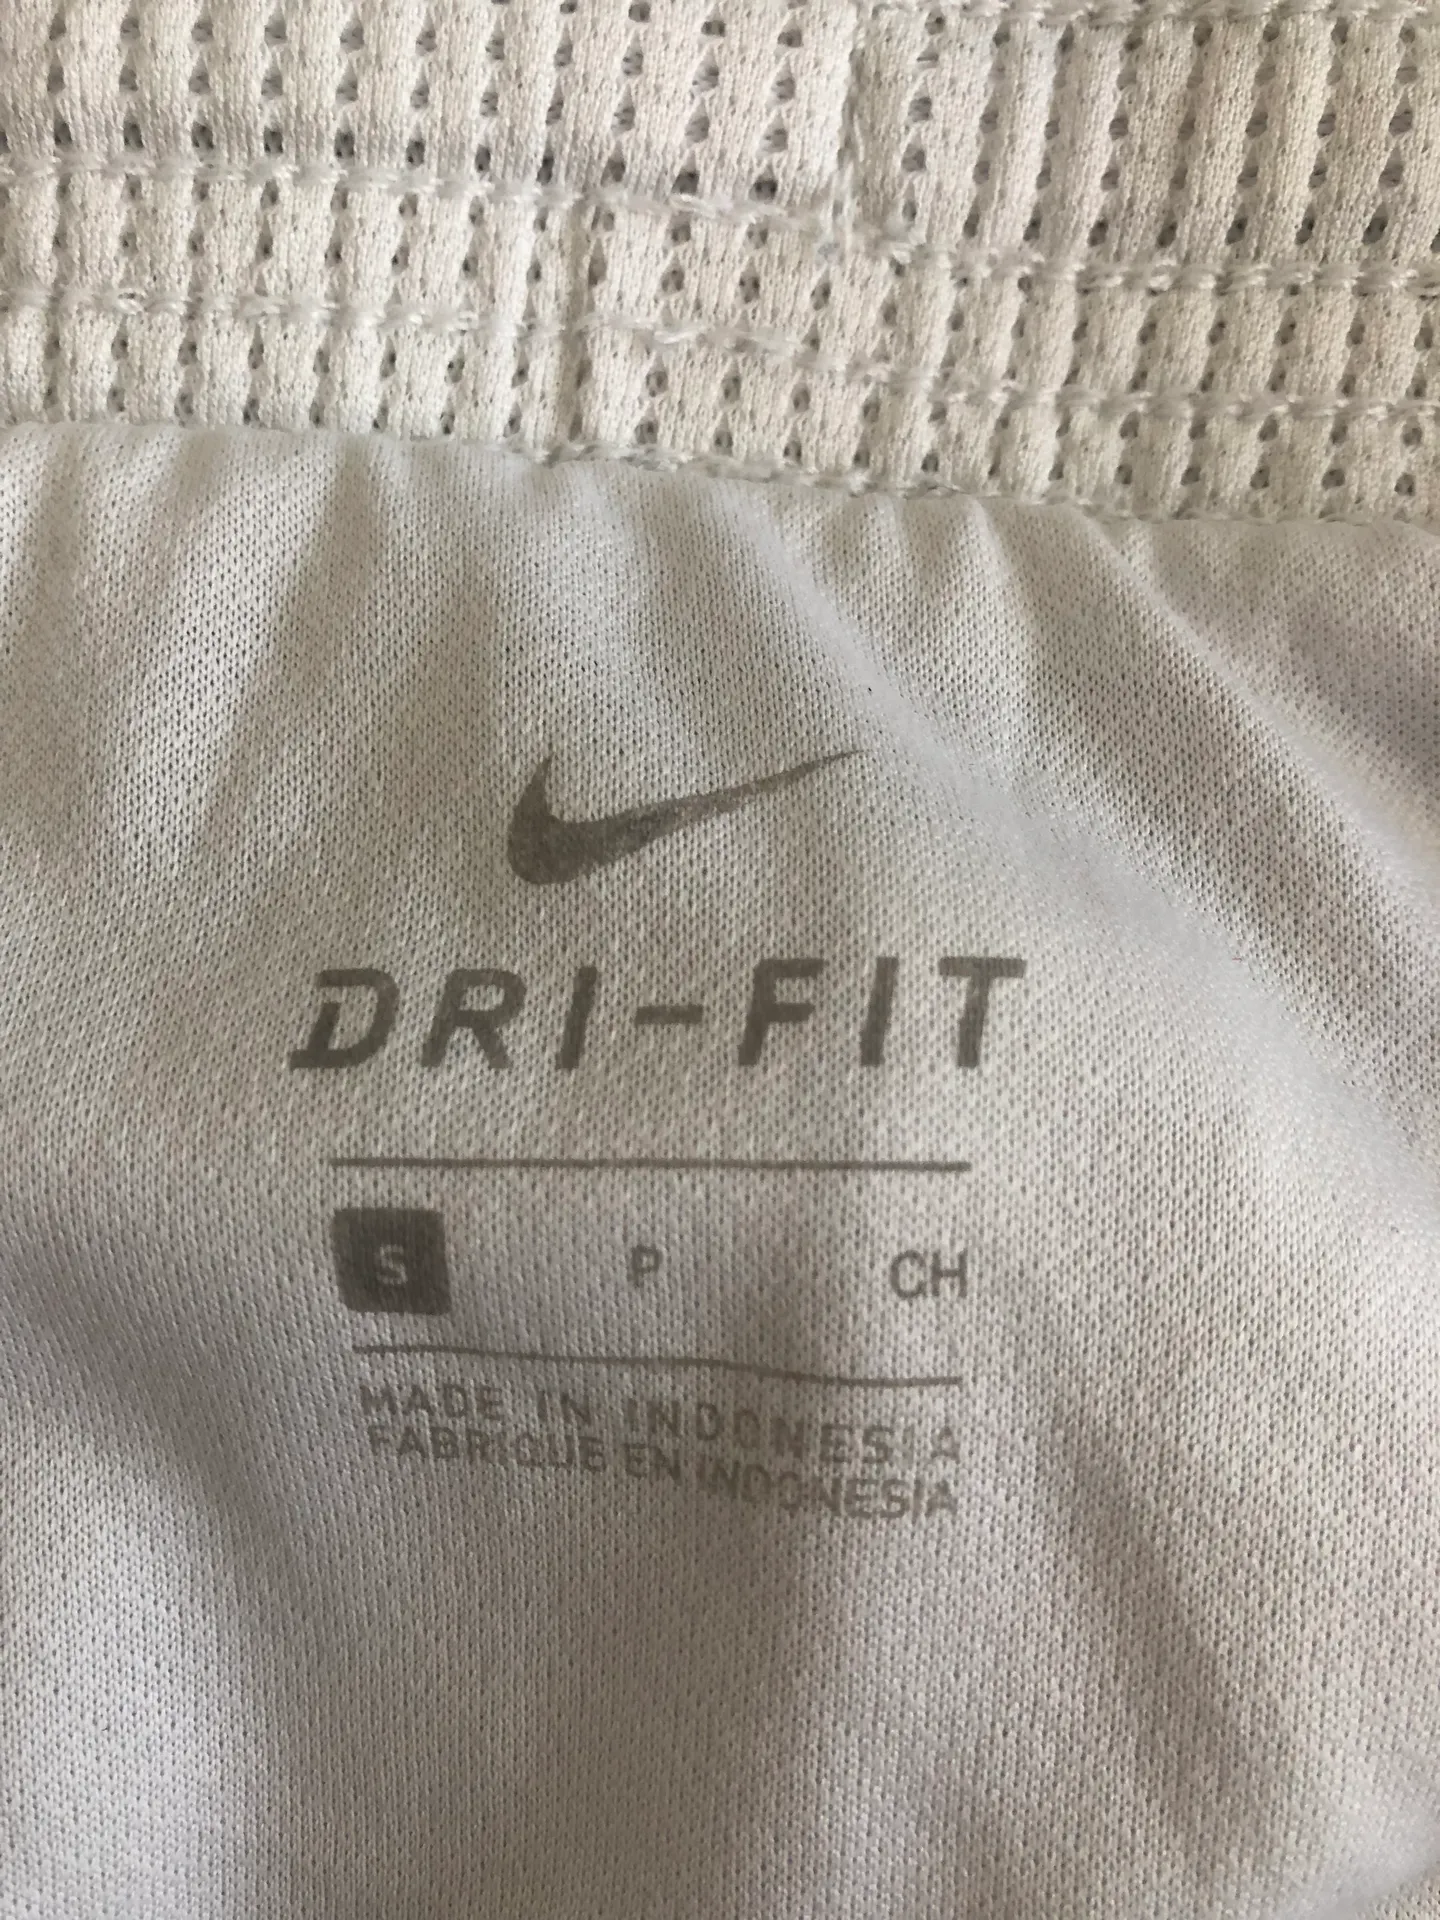 DRI-FIT
S P CH
MADE IN INDONESIA
FABRIQUE EN INDONESIA